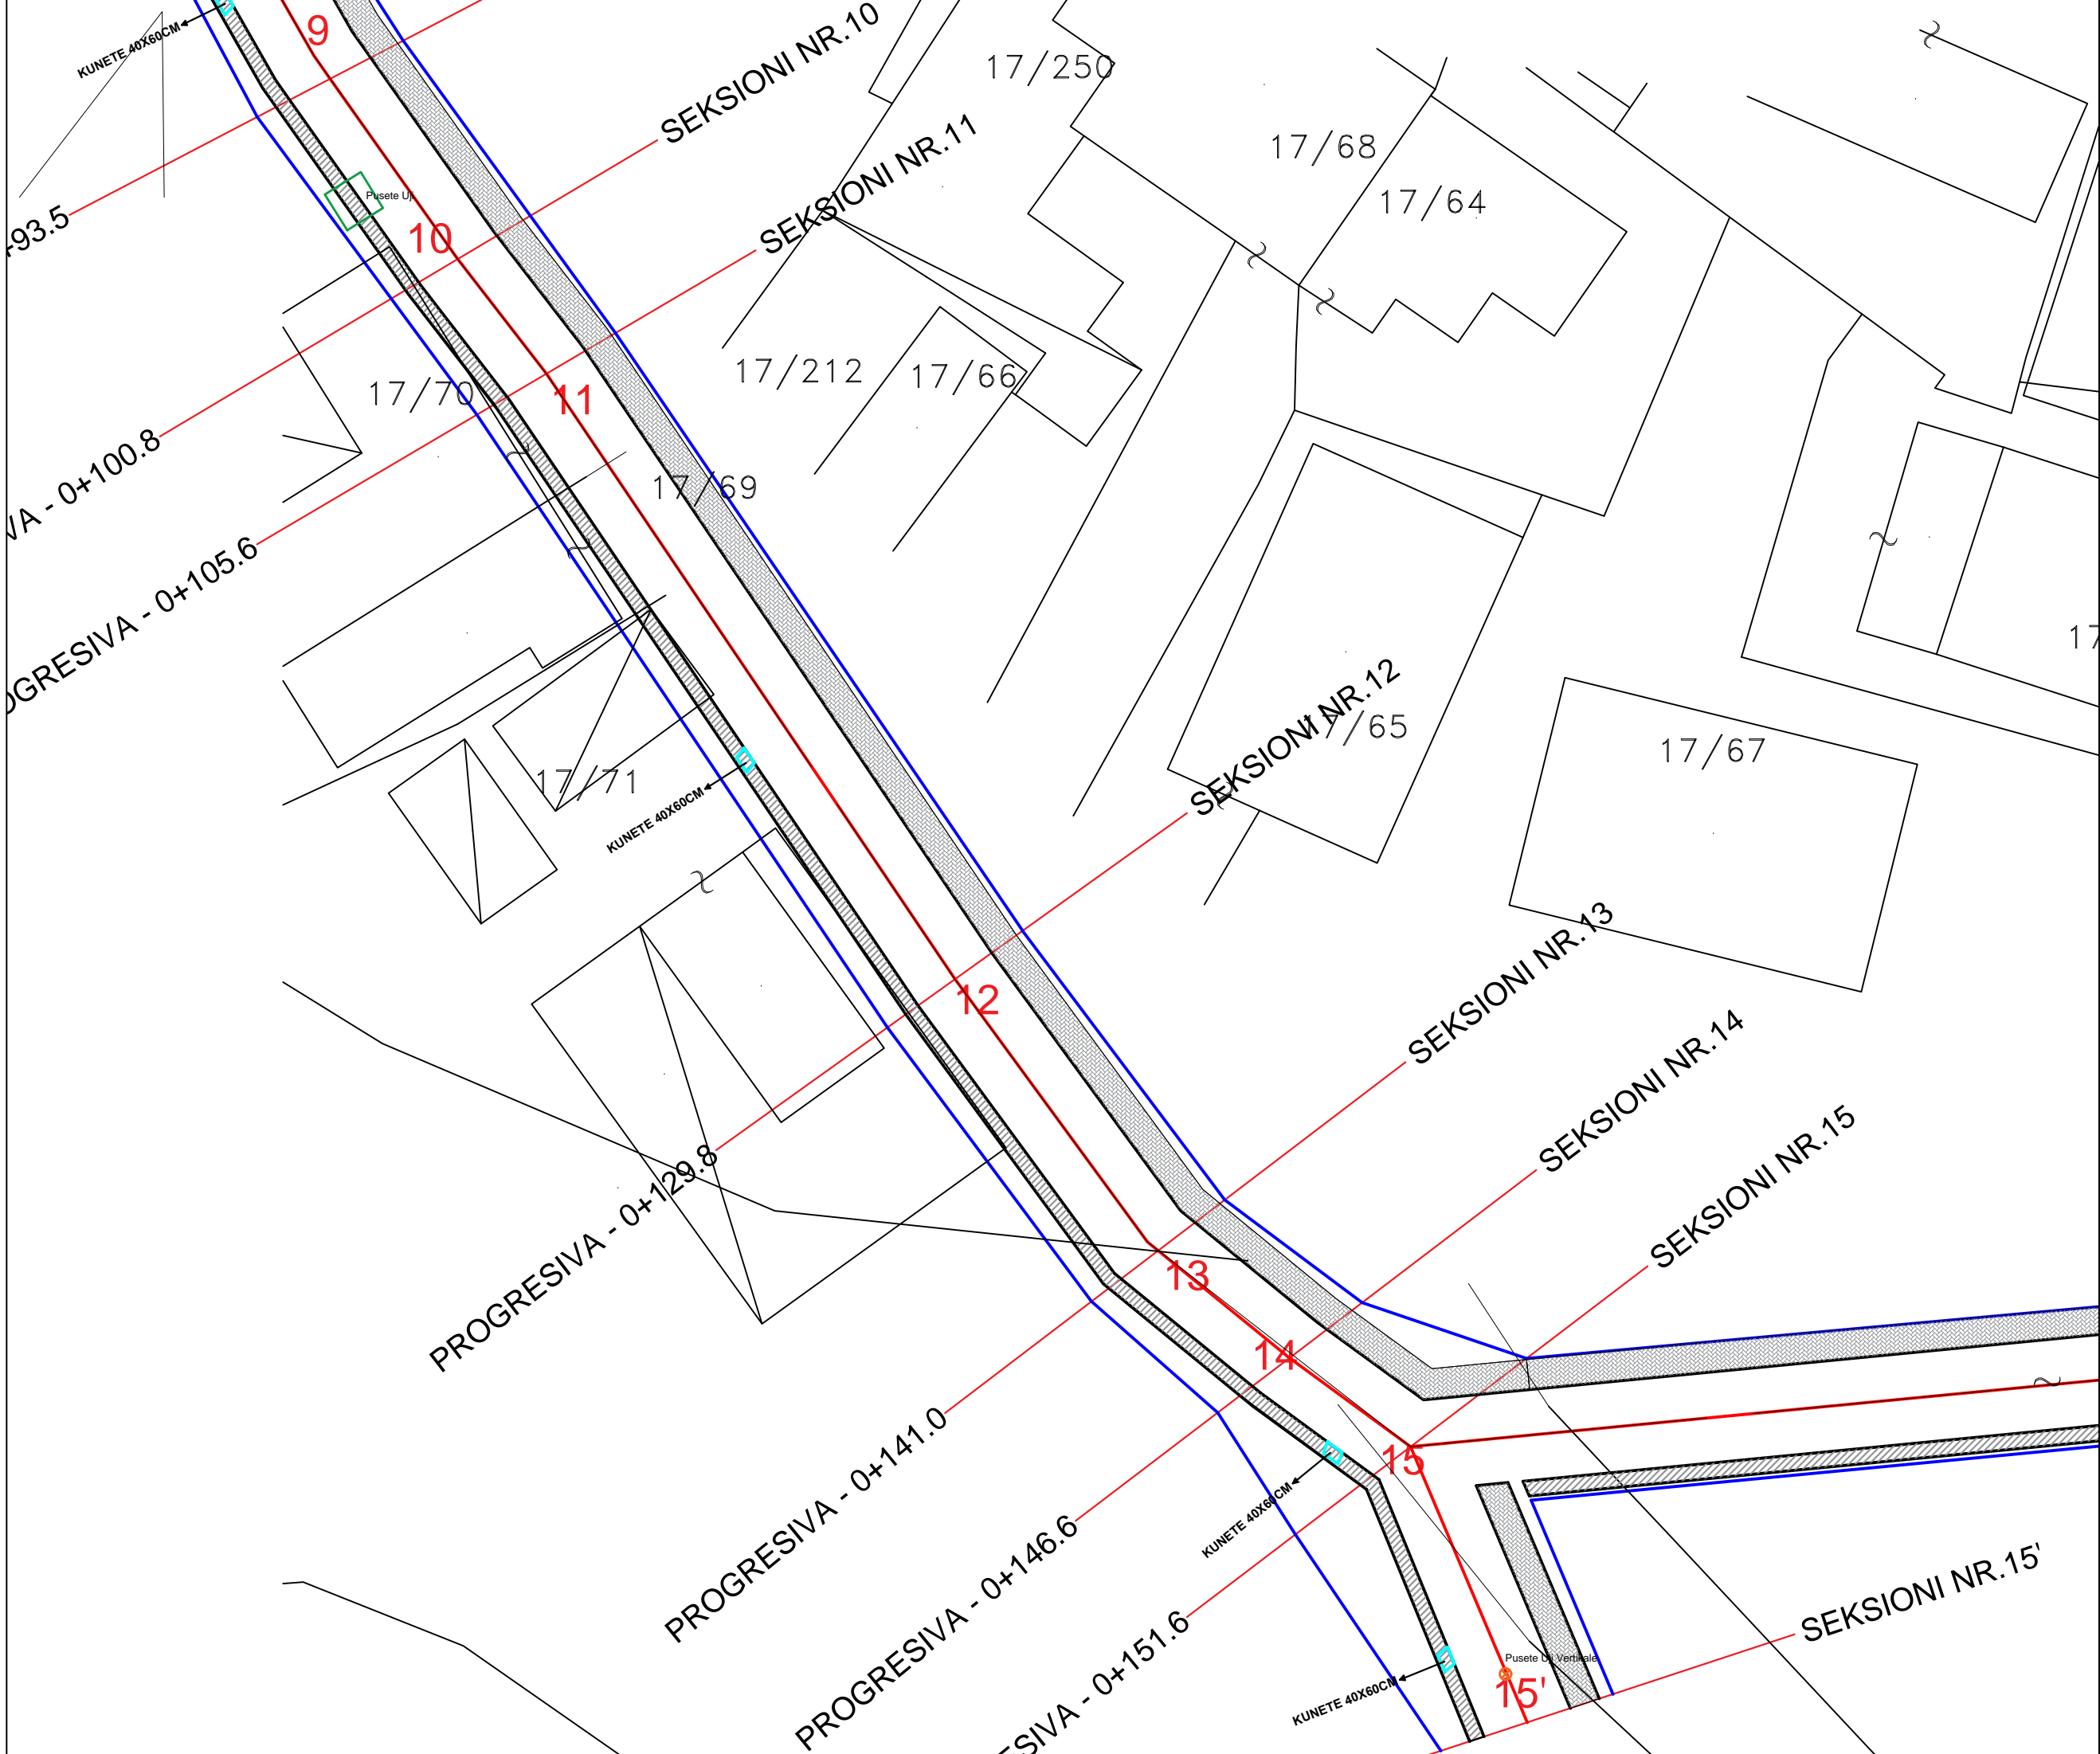 KUNETE 40X60CM
9
SEKSIONI NR.10
17/250
SEKSIONI NR.11
17/68
17/64
Pusete Uji
+93.5
10
17/70
11
17/212
17/66
VA - 0+100.8
17/69
OGRESIVA - 0+105.6
17
SEKSIONI NR.12
17/65
17/67
17/71
KUNETE 40X60CM
SEKSIONI NR.13
12
SEKSIONI NR.14
SEKSIONI NR.15
PROGRESIVA - 0+129.8
13
14
15
PROGRESIVA - 0+141.0
KUNETE 40X60CM
PROGRESIVA - 0+146.6
SEKSIONI NR.15'
ESIVA - 0+151.6
Pusete Uji Vertikale
15'
KUNETE 40X60CM